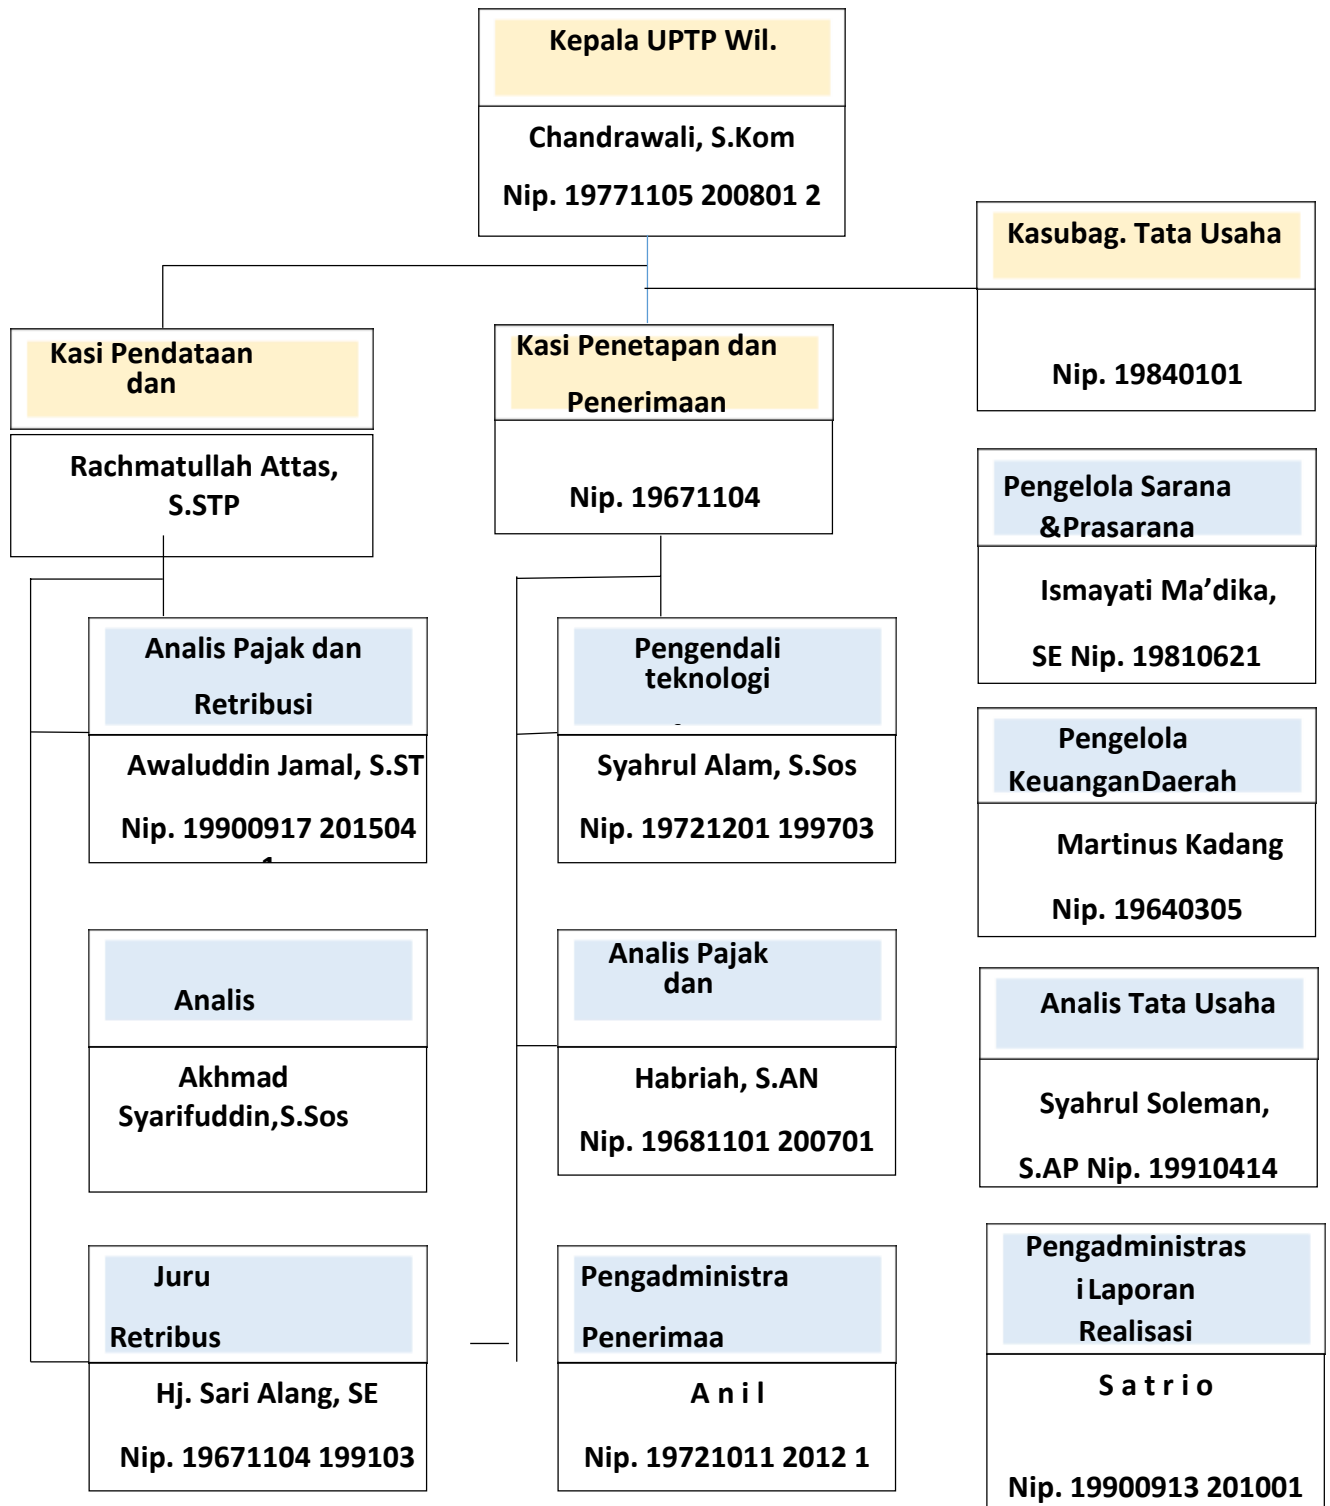 Kepala UPTP Wil.
Chandrawali, S.Kom
Nip. 19771105 200801 2
Kasubag. Tata Usaha
Nip. 19840101
Kasi Pendataan
dan
Rachmatullah Attas,
S.STP
Kasi Penetapan dan
Penerimaan
Nip. 19671104
Pengelola Sarana
&Prasarana
Ismayati Ma’dika,
SE Nip. 19810621
Analis Pajak dan
Retribusi
Awaluddin Jamal, S.ST
Nip. 19900917 201504
Pengendali
teknologi
Syahrul Alam, S.Sos
Nip. 19721201 199703
Pengelola
KeuanganDaerah
Martinus Kadang
Nip. 19640305
Analis
Akhmad
Syarifuddin,S.Sos
Analis Pajak
dan
Habriah, S.AN
Nip. 19681101 200701
Analis Tata Usaha
Syahrul Soleman,
S.AP Nip. 19910414
Juru
Retribus
Hj. Sari Alang, SE
Nip. 19671104 199103
Pengadministra
Penerimaa
A n i l
Nip. 19721011 2012 1
Pengadministras
i Laporan
Realisasi
S a t r i o
Nip. 19900913 201001